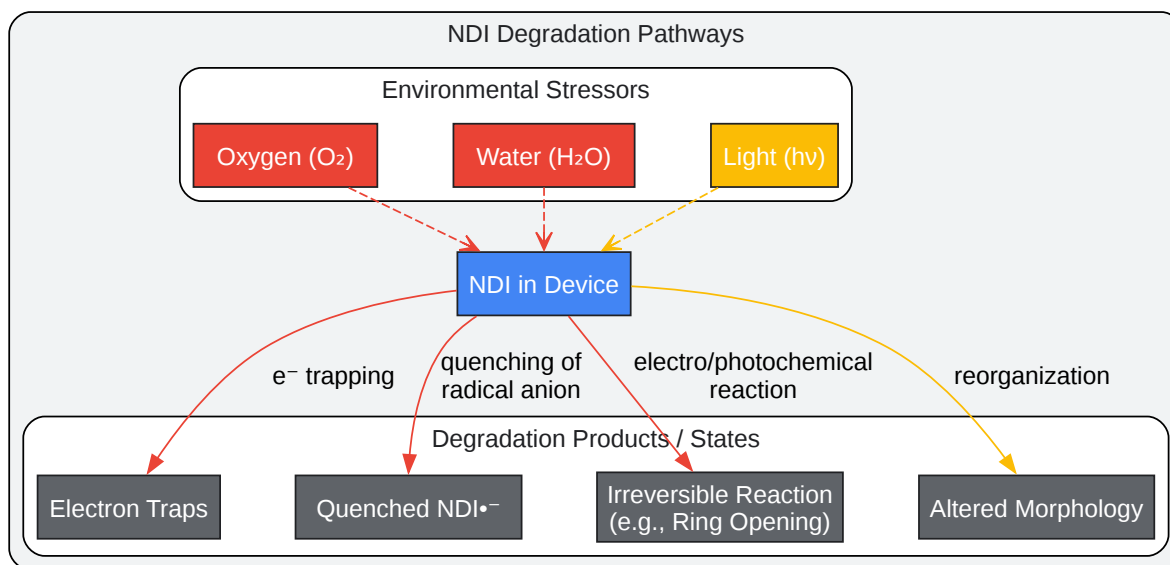 NDI Degradation Pathways
Environmental Stressors
Oxygen (O₂)
Water (H₂O)
Light (hν)
NDI in Device
e⁻ trapping
quenching of
radical anion
electro/photochemical
reaction
reorganization
Degradation Products / States
Electron Traps
Quenched NDI•⁻
Irreversible Reaction
(e.g., Ring Opening)
Altered Morphology